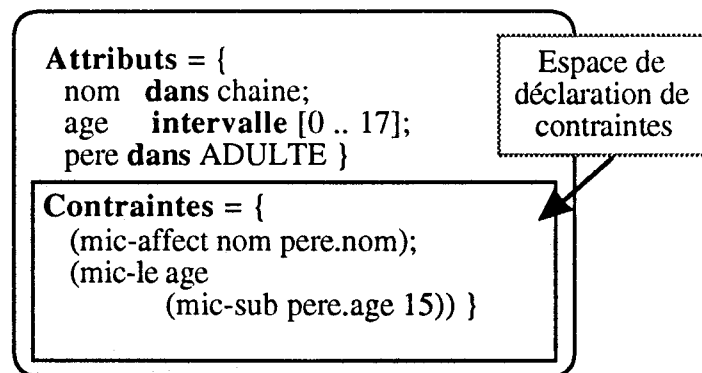 Attributs = {
nom dans chaine;
age intervalle [0 .. 17];
pere dans ADULTE }
Contraintes = {
(mic-affect nom pere.nom);
(mic-le age
(mic-sub pere.age 15)) }
Espace de
déclaration de
contraintes